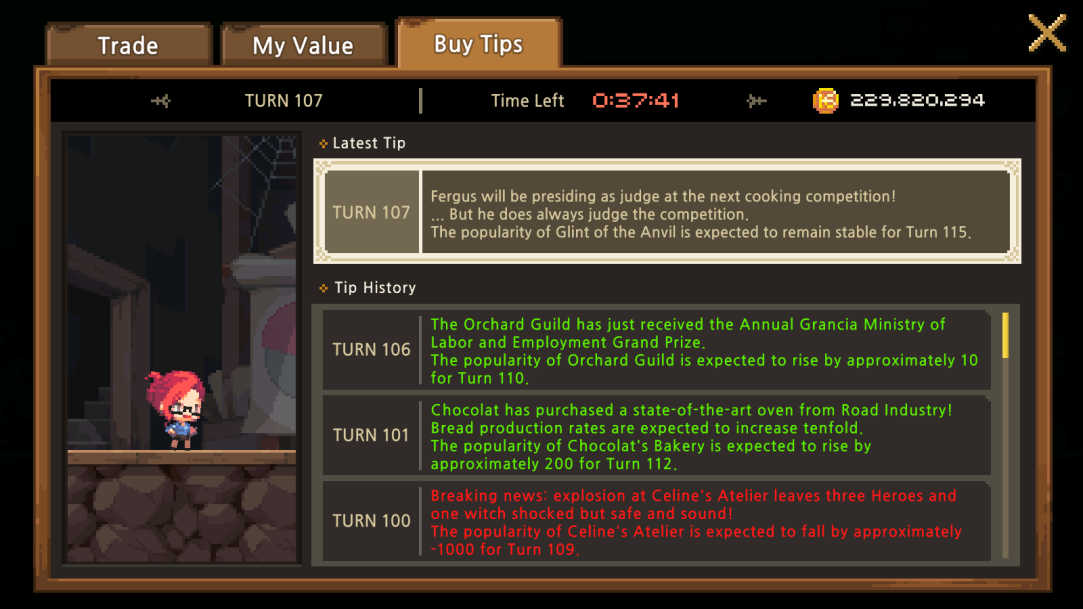 Trade
My Value
Buy Tips
TURN 107
Time Left
0:37:41
229,820,294
Latest Tip
TURN 107
Fergus will be presiding as judge at the next cooking competition!
... But he does always judge the competition.
The popularity of Glint of the Anvil is expected to remain stable for Turn 115.
Tip History
TURN 106
The Orchard Guild has just received the Annual Grancia Ministry of
Labor and Employment Grand Prize.
The popularity of Orchard Guild is expected to rise by approximately 10
for Turn 110.
TURN 101
Chocolat has purchased a state-of-the-art oven from Road Industry!
Bread production rates are expected to increase tenfold.
The popularity of Chocolat's Bakery is expected to rise by
approximately 200 for Turn 112.
TURN 100
Breaking news: explosion at Celine's Atelier leaves three Heroes and
one witch shocked but safe and sound!
The popularity of Celine's Atelier is expected to fall by approximately
-1000 for Turn 109.